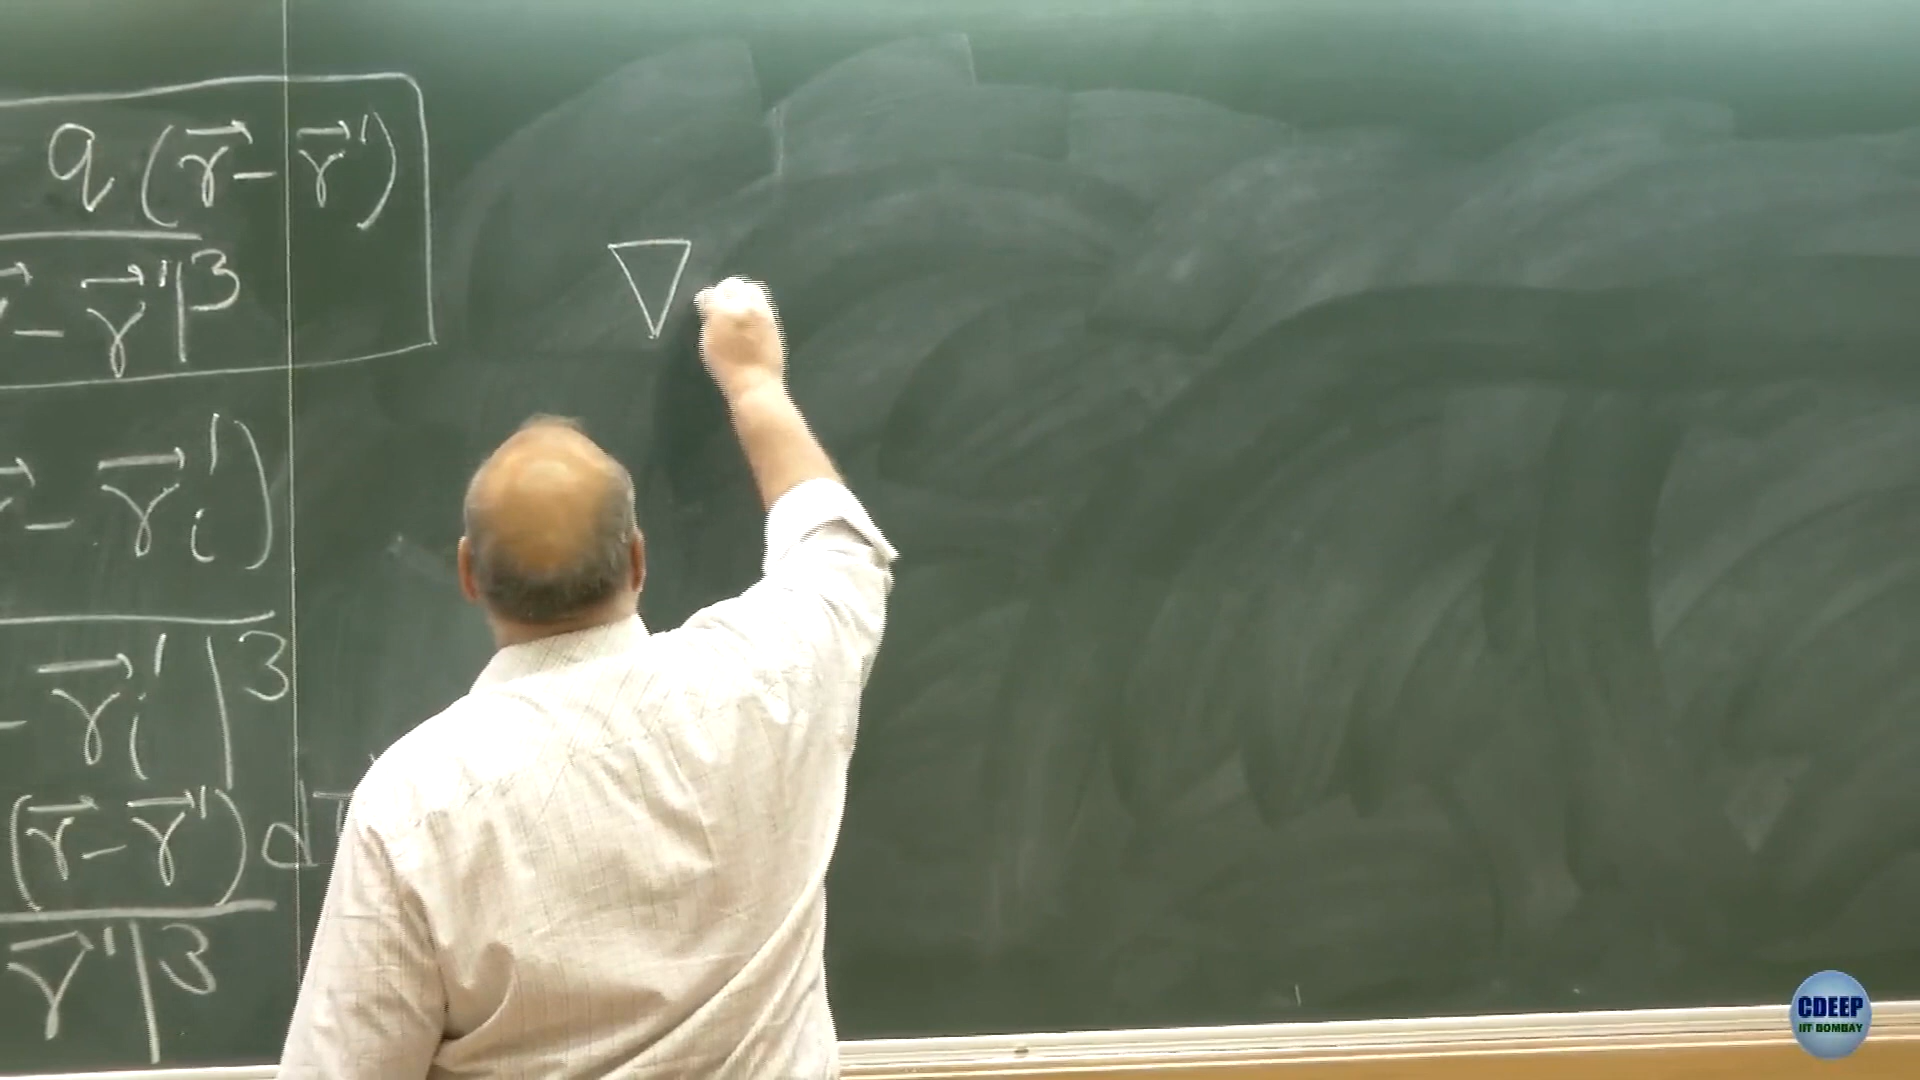 q (r⃗ - r⃗')
r⃗ - r⃗'|³
∇
r⃗ - r⃗ᵢ')
- r⃗ᵢ'|³
(r⃗ - r⃗') d
r⃗'|³
CDEEP
IIT BOMBAY